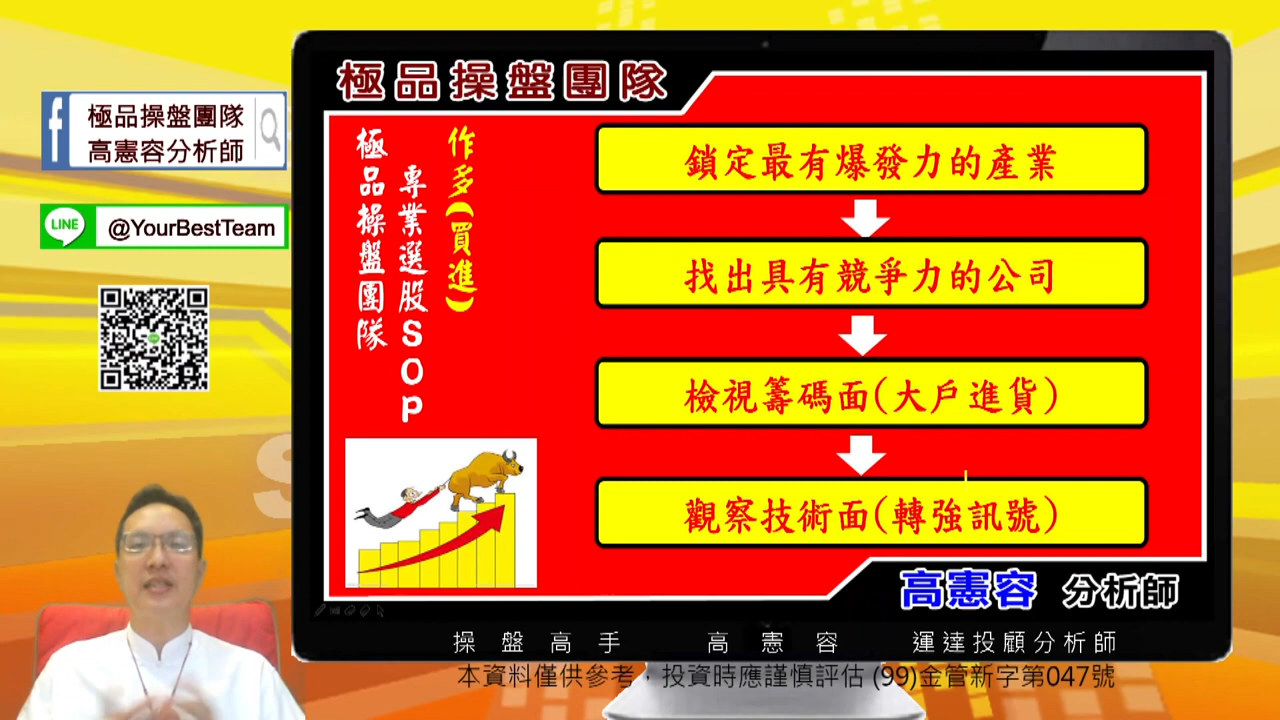 極品操盤團隊
高憲容分析師
LINE
@YourBestTeam
極品操盤團隊
作多(買進)
專業選股SOP
極品操盤團隊
鎖定最有爆發力的產業
找出具有競爭力的公司
檢視籌碼面(大戶進貨)
觀察技術面(轉強訊號)
高憲容 分析師
操盤高手 高憲容 運達投顧分析師
本資料僅供參考，投資時應謹慎評估 (99)金管新字第047號